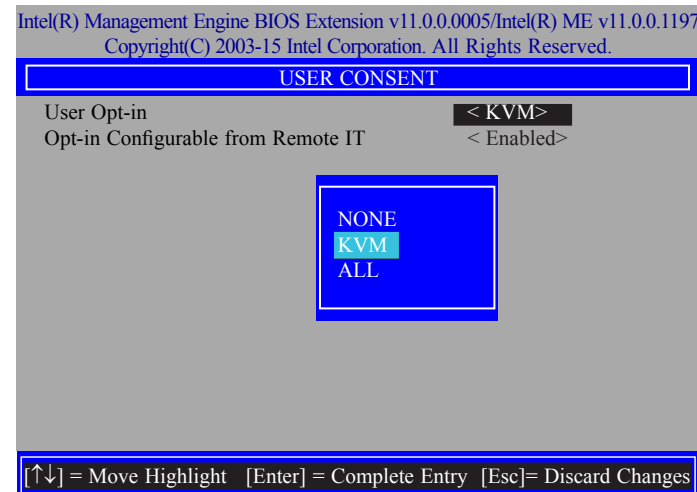 Intel(R) Management Engine BIOS Extension v11.0.0.0005/Intel(R) ME v11.0.0.1197
Copyright(C) 2003-15 Intel Corporation. All Rights Reserved.
USER CONSENT
User Opt-in < KVM>
Opt-in Configurable from Remote IT < Enabled>
NONE
KVM
ALL
[↑↓] = Move Highlight [Enter] = Complete Entry [Esc]= Discard Changes